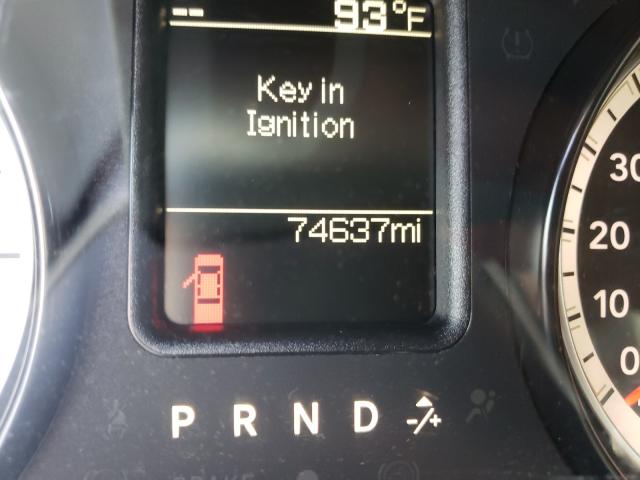 -- 93°F
Key in
Ignition
74637mi
30
20
10
0
P R N D -/+